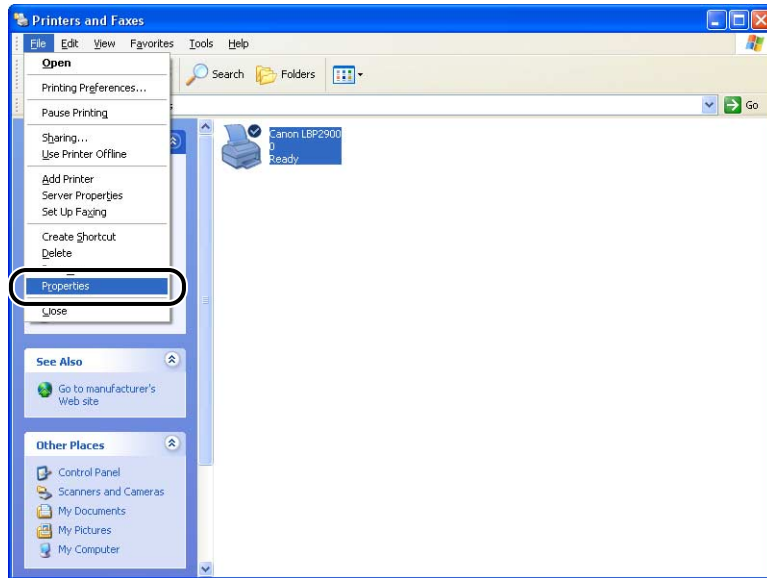 Printers and Faxes
File Edit View Favorites Tools Help
Open
Printing Preferences...
Pause Printing
Sharing...
Use Printer Offline
Add Printer
Server Properties
Set Up Faxing
Create Shortcut
Delete
Properties
Close
Search Folders
Go
Canon LBP2900
0
Ready
See Also
Go to manufacturer's
Web site
Other Places
Control Panel
Scanners and Cameras
My Documents
My Pictures
My Computer